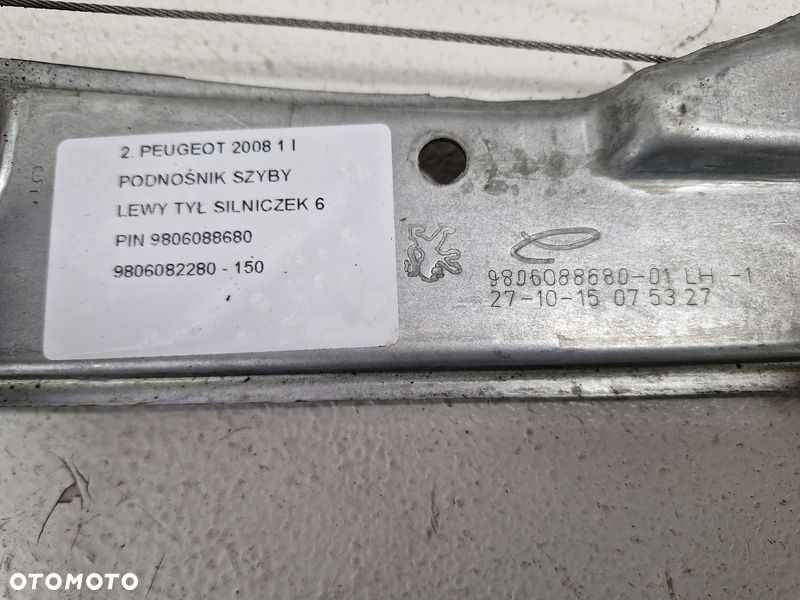 2. PEUGEOT 2008 1 I
PODNOŚNIK SZYBY
LEWY TYŁ SILNICZEK 6
PIN 9806088680
9806082280 - 150
9806088680-01 LH -1
27-10-15 07 53 27
OTOMOTO